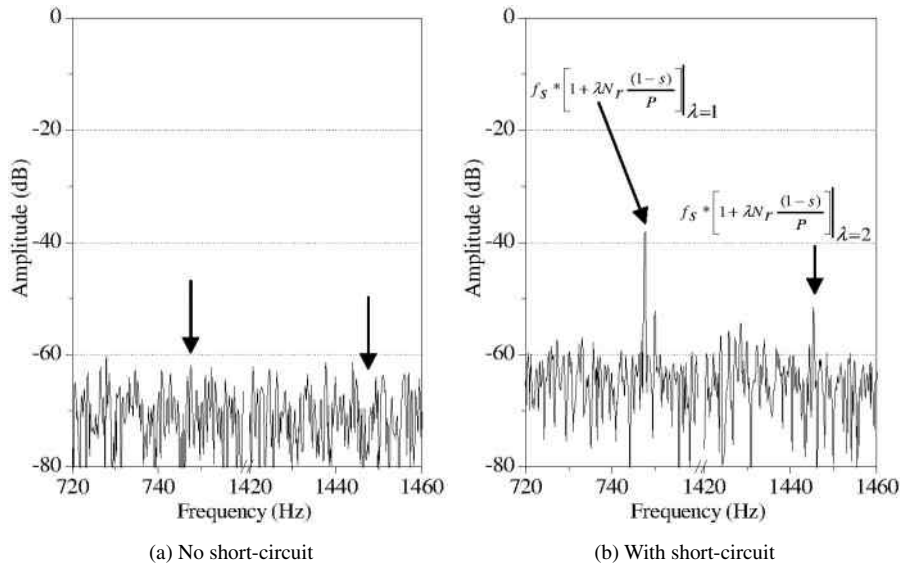 0
-20
-40
-60
-80
Amplitude (dB)
720 740 1420 1440 1460
Frequency (Hz)
(a) No short-circuit
0
-20
-40
-60
-80
Amplitude (dB)
f_s * [1 + λN_r (1-s)/P]|λ=1
f_s * [1 + λN_r (1-s)/P]|λ=2
720 740 1420 1440 1460
Frequency (Hz)
(b) With short-circuit